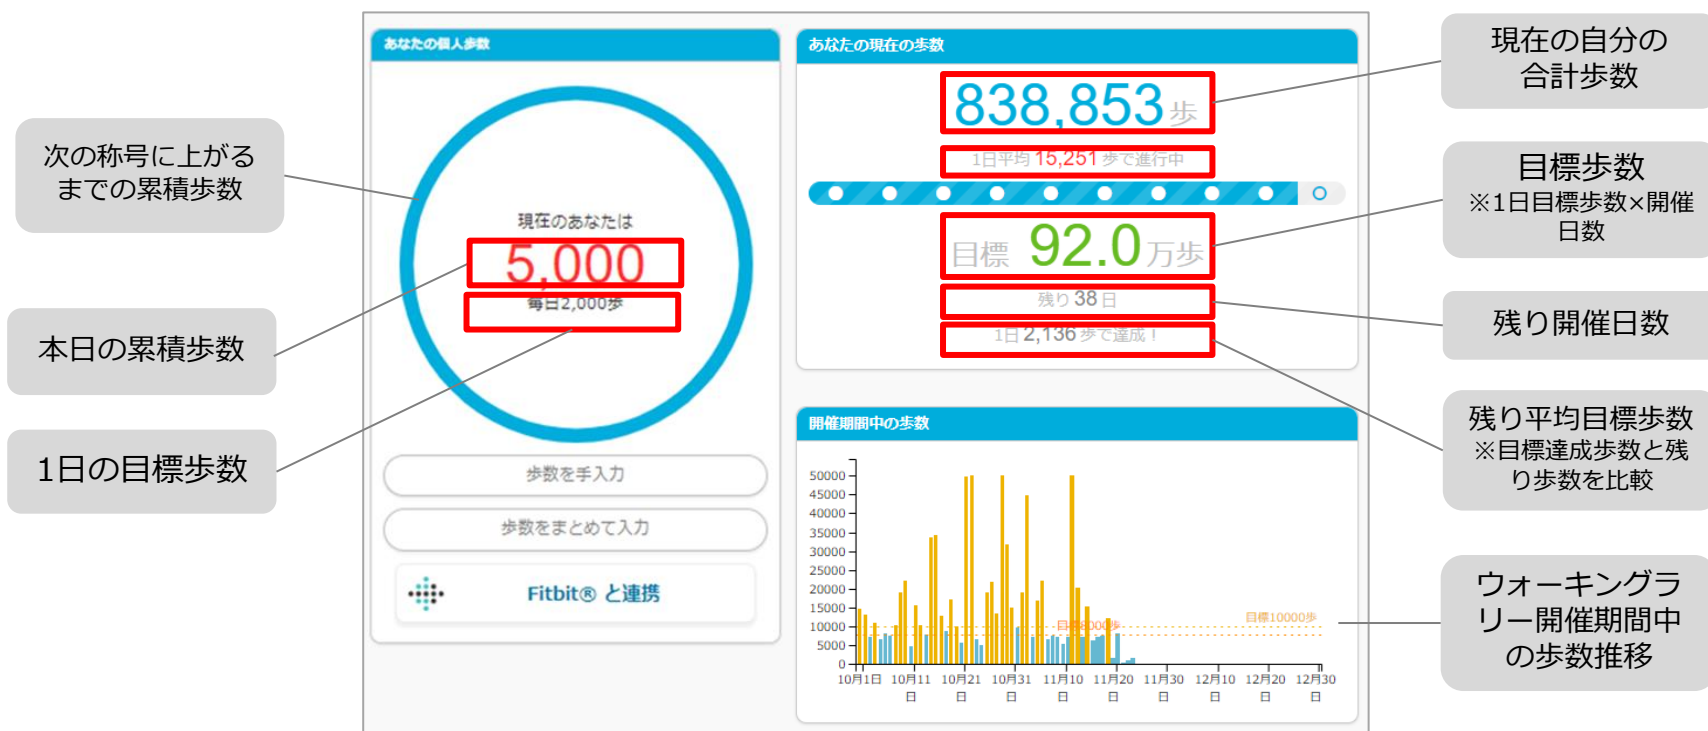 次の称号に上がる
までの累積歩数
本日の累積歩数
1日の目標歩数
あなたの個人歩数
現在のあなたは
5,000
毎日2,000歩
歩数を手入力
歩数をまとめて入力
Fitbit® と連携
あなたの現在の歩数
838,853 歩
1日平均 15,251 歩で進行中
目標 92.0 万歩
残り 38 日
1日 2,136 歩で達成！
開催期間中の歩数
50000
45000
40000
35000
30000
25000
20000
15000
10000
5000
0
目標10000歩
目標8000歩
10月1日 10月11日 10月21日 10月31日 11月10日 11月20日 11月30日 12月10日 12月20日 12月30日
現在の自分の
合計歩数
目標歩数
※1日目標歩数×開催
日数
残り開催日数
残り平均目標歩数
※目標達成歩数と残
り歩数を比較
ウォーキングラ
リー開催期間中
の歩数推移